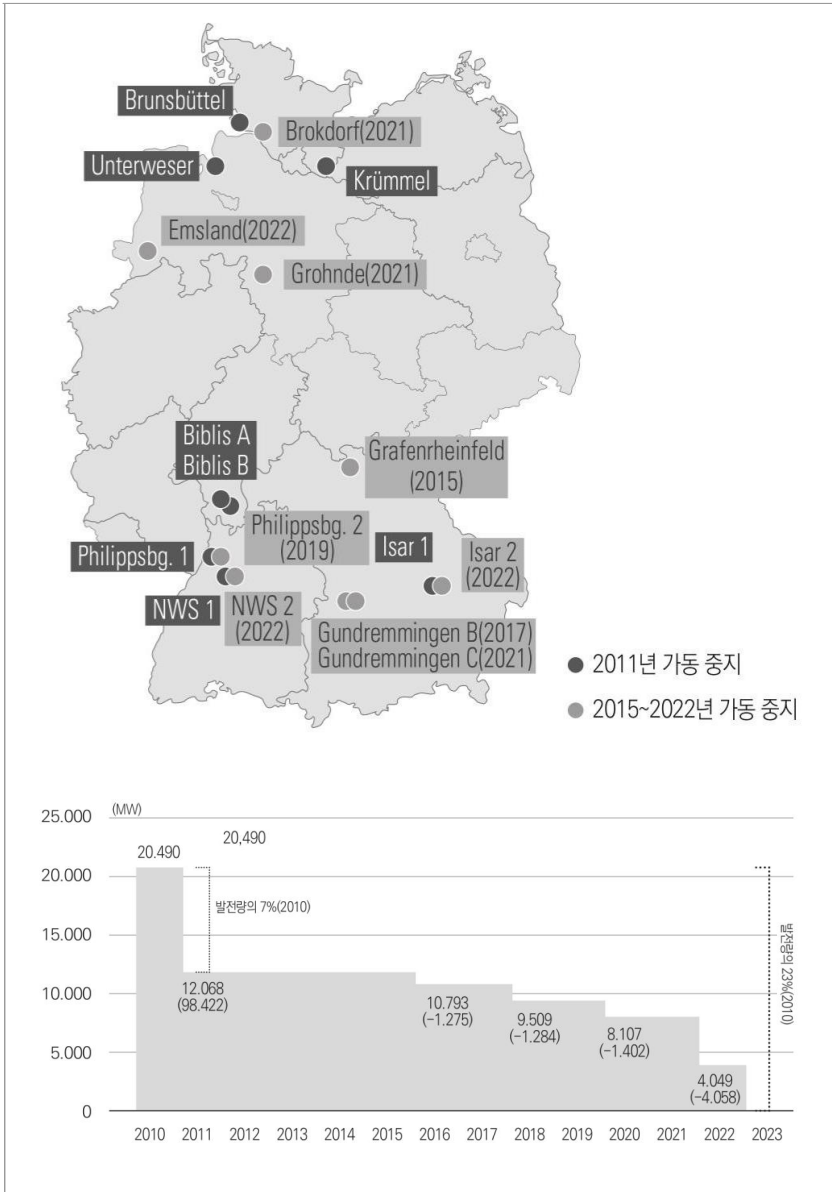 Brunsbüttel
Brokdorf(2021)
Unterweser
Krümmel
Emsland(2022)
Grohnde(2021)
Biblis A
Biblis B
Grafenrheinfeld
(2015)
Philippsbg. 2
(2019)
Philippsbg. 1
Isar 1
Isar 2
(2022)
NWS 1
NWS 2
(2022)
Gundremmingen B(2017)
Gundremmingen C(2021)
2011년 가동 중지
2015~2022년 가동 중지
(MW)
25.000
20.000
15.000
10.000
5.000
0
20.490
20,490
발전량의 7%(2010)
12.068
(98.422)
10.793
(-1.275)
9.509
(-1.284)
8.107
(-1.402)
4.049
(-4.058)
발전량의 23%(2010)
2010 2011 2012 2013 2014 2015 2016 2017 2018 2019 2020 2021 2022 2023